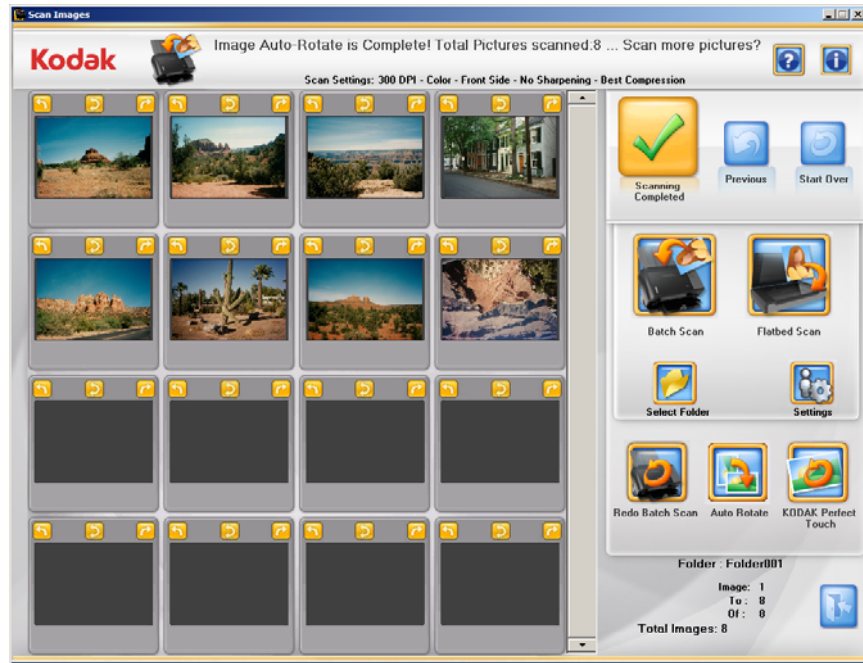 Scan Images
Kodak
Image Auto-Rotate is Complete! Total Pictures scanned:8 ... Scan more pictures?
Scan Settings: 300 DPI - Color - Front Side - No Sharpening - Best Compression
Scanning
Completed
Previous
Start Over
Batch Scan
Flatbed Scan
Select Folder
Settings
Redo Batch Scan
Auto Rotate
KODAK Perfect
Touch
Folder : Folder001
Image: 1
To : 8
Of : 8
Total Images: 8